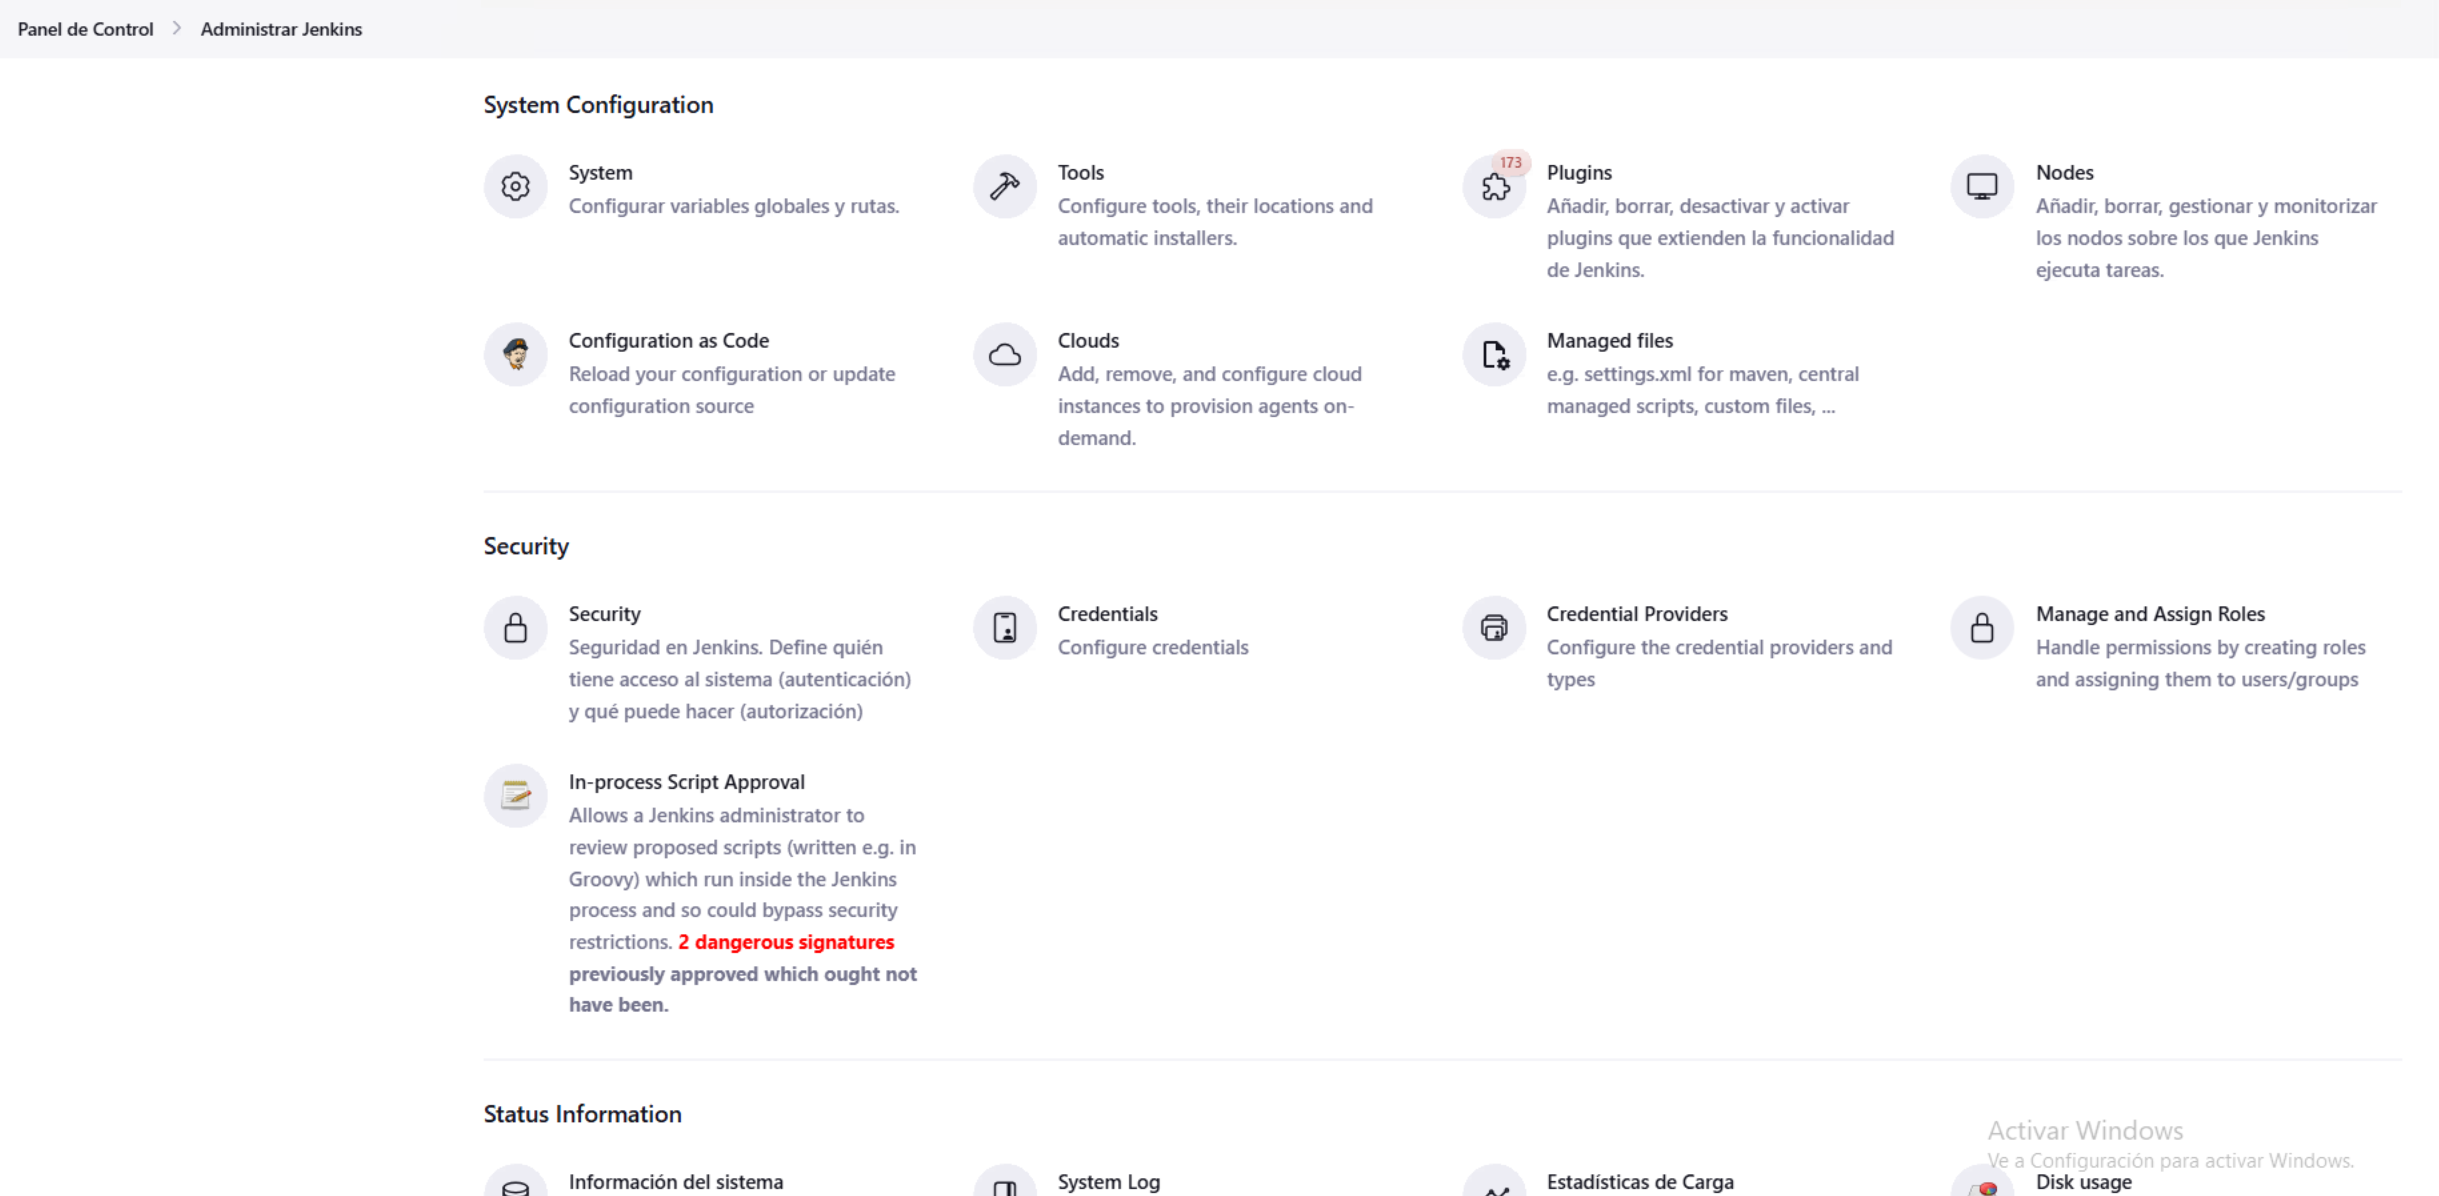 Panel de Control
Administrar Jenkins
System Configuration
System
Configurar variables globales y rutas.
Tools
Configure tools, their locations and
automatic installers.
173
Plugins
Añadir, borrar, desactivar y activar
plugins que extienden la funcionalidad
de Jenkins.
Nodes
Añadir, borrar, gestionar y monitorizar
los nodos sobre los que Jenkins
ejecuta tareas.
Configuration as Code
Reload your configuration or update
configuration source
Clouds
Add, remove, and configure cloud
instances to provision agents on-
demand.
Managed files
e.g. settings.xml for maven, central
managed scripts, custom files, ...
Security
Security
Seguridad en Jenkins. Define quién
tiene acceso al sistema (autenticación)
y qué puede hacer (autorización)
Credentials
Configure credentials
Credential Providers
Configure the credential providers and
types
Manage and Assign Roles
Handle permissions by creating roles
and assigning them to users/groups
In-process Script Approval
Allows a Jenkins administrator to
review proposed scripts (written e.g. in
Groovy) which run inside the Jenkins
process and so could bypass security
restrictions. 2 dangerous signatures
previously approved which ought not
have been.
Status Information
Información del sistema
System Log
Estadísticas de Carga
Disk usage
Activar Windows
Ve a Configuración para activar Windows.